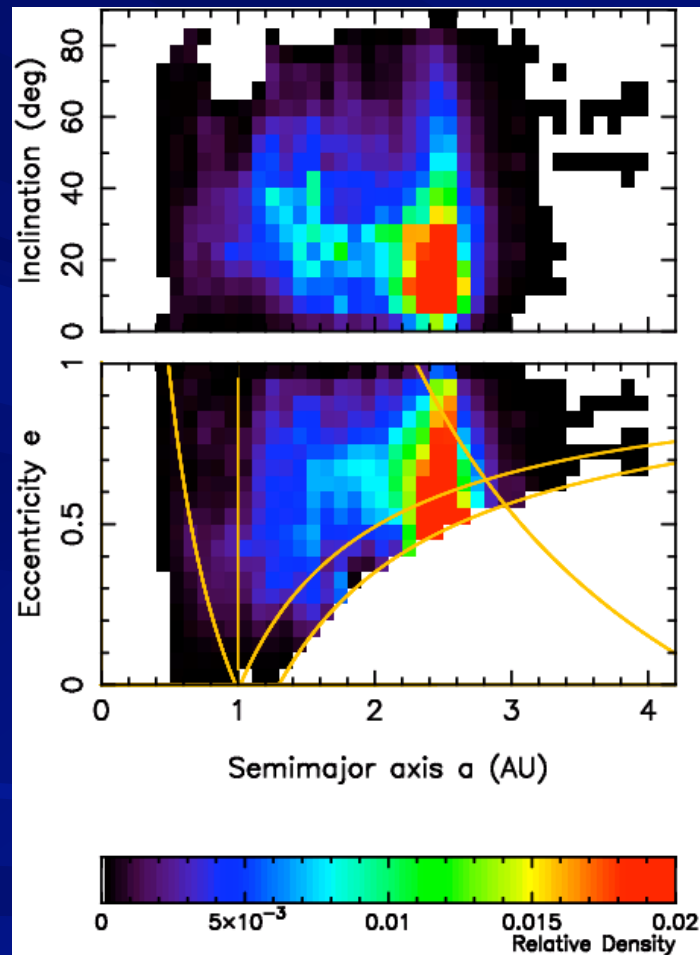 Inclination (deg)
80
60
40
20
0
Eccentricity e
1
0.5
0
0 1 2 3 4
Semimajor axis a (AU)
0 5×10⁻³ 0.01 0.015 0.02
Relative Density